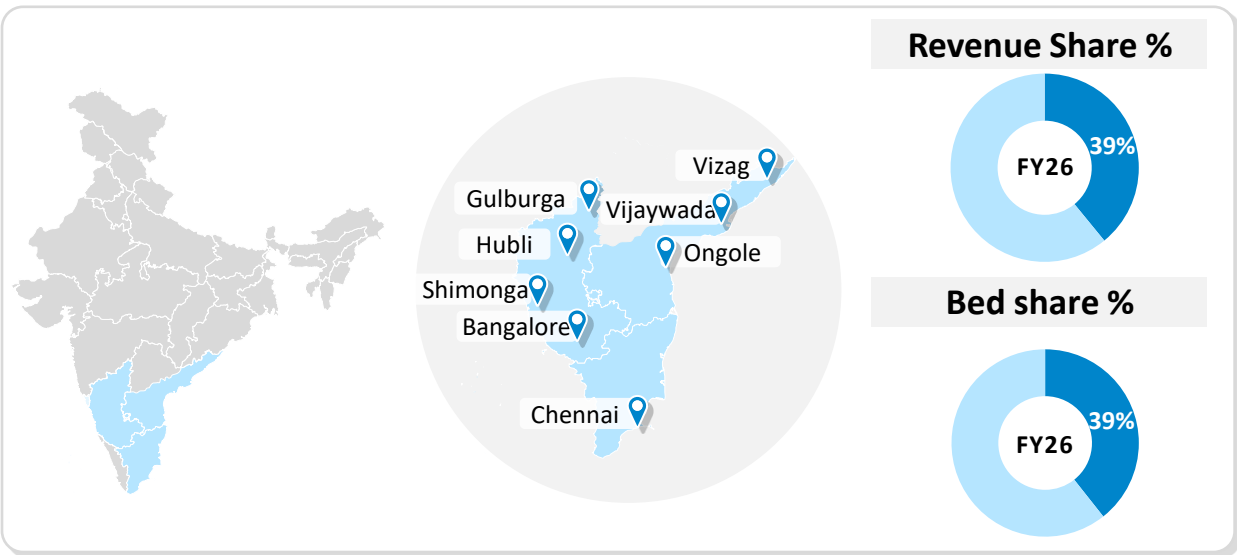 Revenue Share %
39%
FY26
Vizag
Gulburga
Vijaywada
Hubli
Ongole
Shimonga
Bangalore
Chennai
Bed share %
39%
FY26